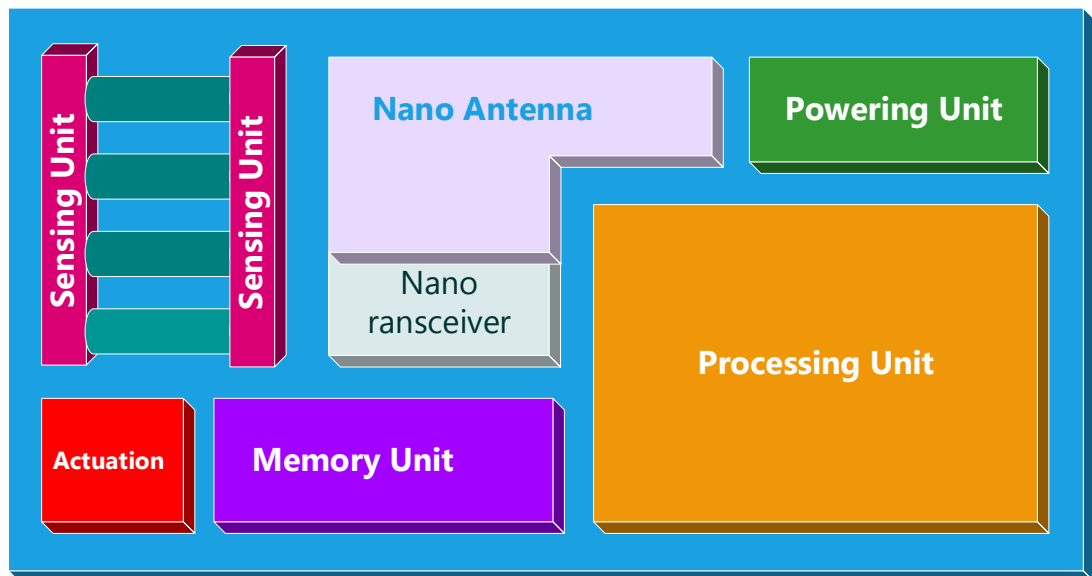 Sensing Unit
Sensing Unit
Nano Antenna
Powering Unit
Nano
ransceiver
Processing Unit
Actuation
Memory Unit